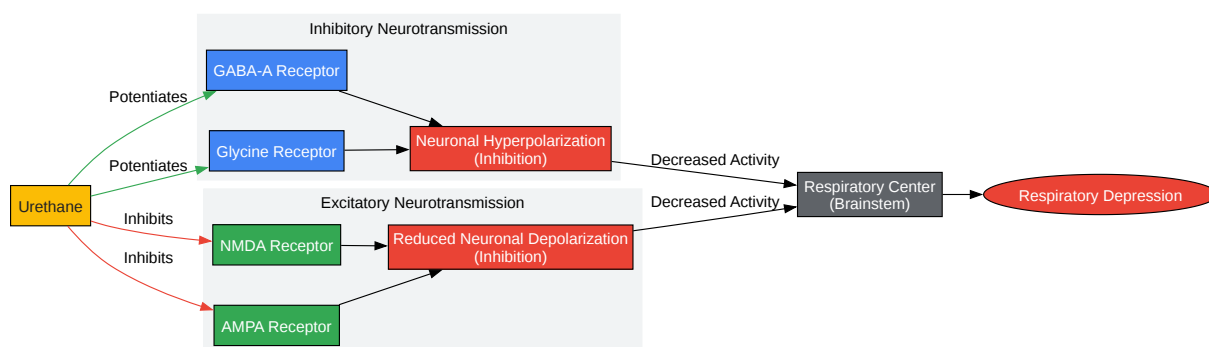 Inhibitory Neurotransmission
GABA-A Receptor
Potentiates
Glycine Receptor
Neuronal Hyperpolarization
(Inhibition)
Potentiates
Decreased Activity
Urethane
Respiratory Center
(Brainstem)
Respiratory Depression
Excitatory Neurotransmission
Decreased Activity
Inhibits
NMDA Receptor
Reduced Neuronal Depolarization
(Inhibition)
Inhibits
AMPA Receptor